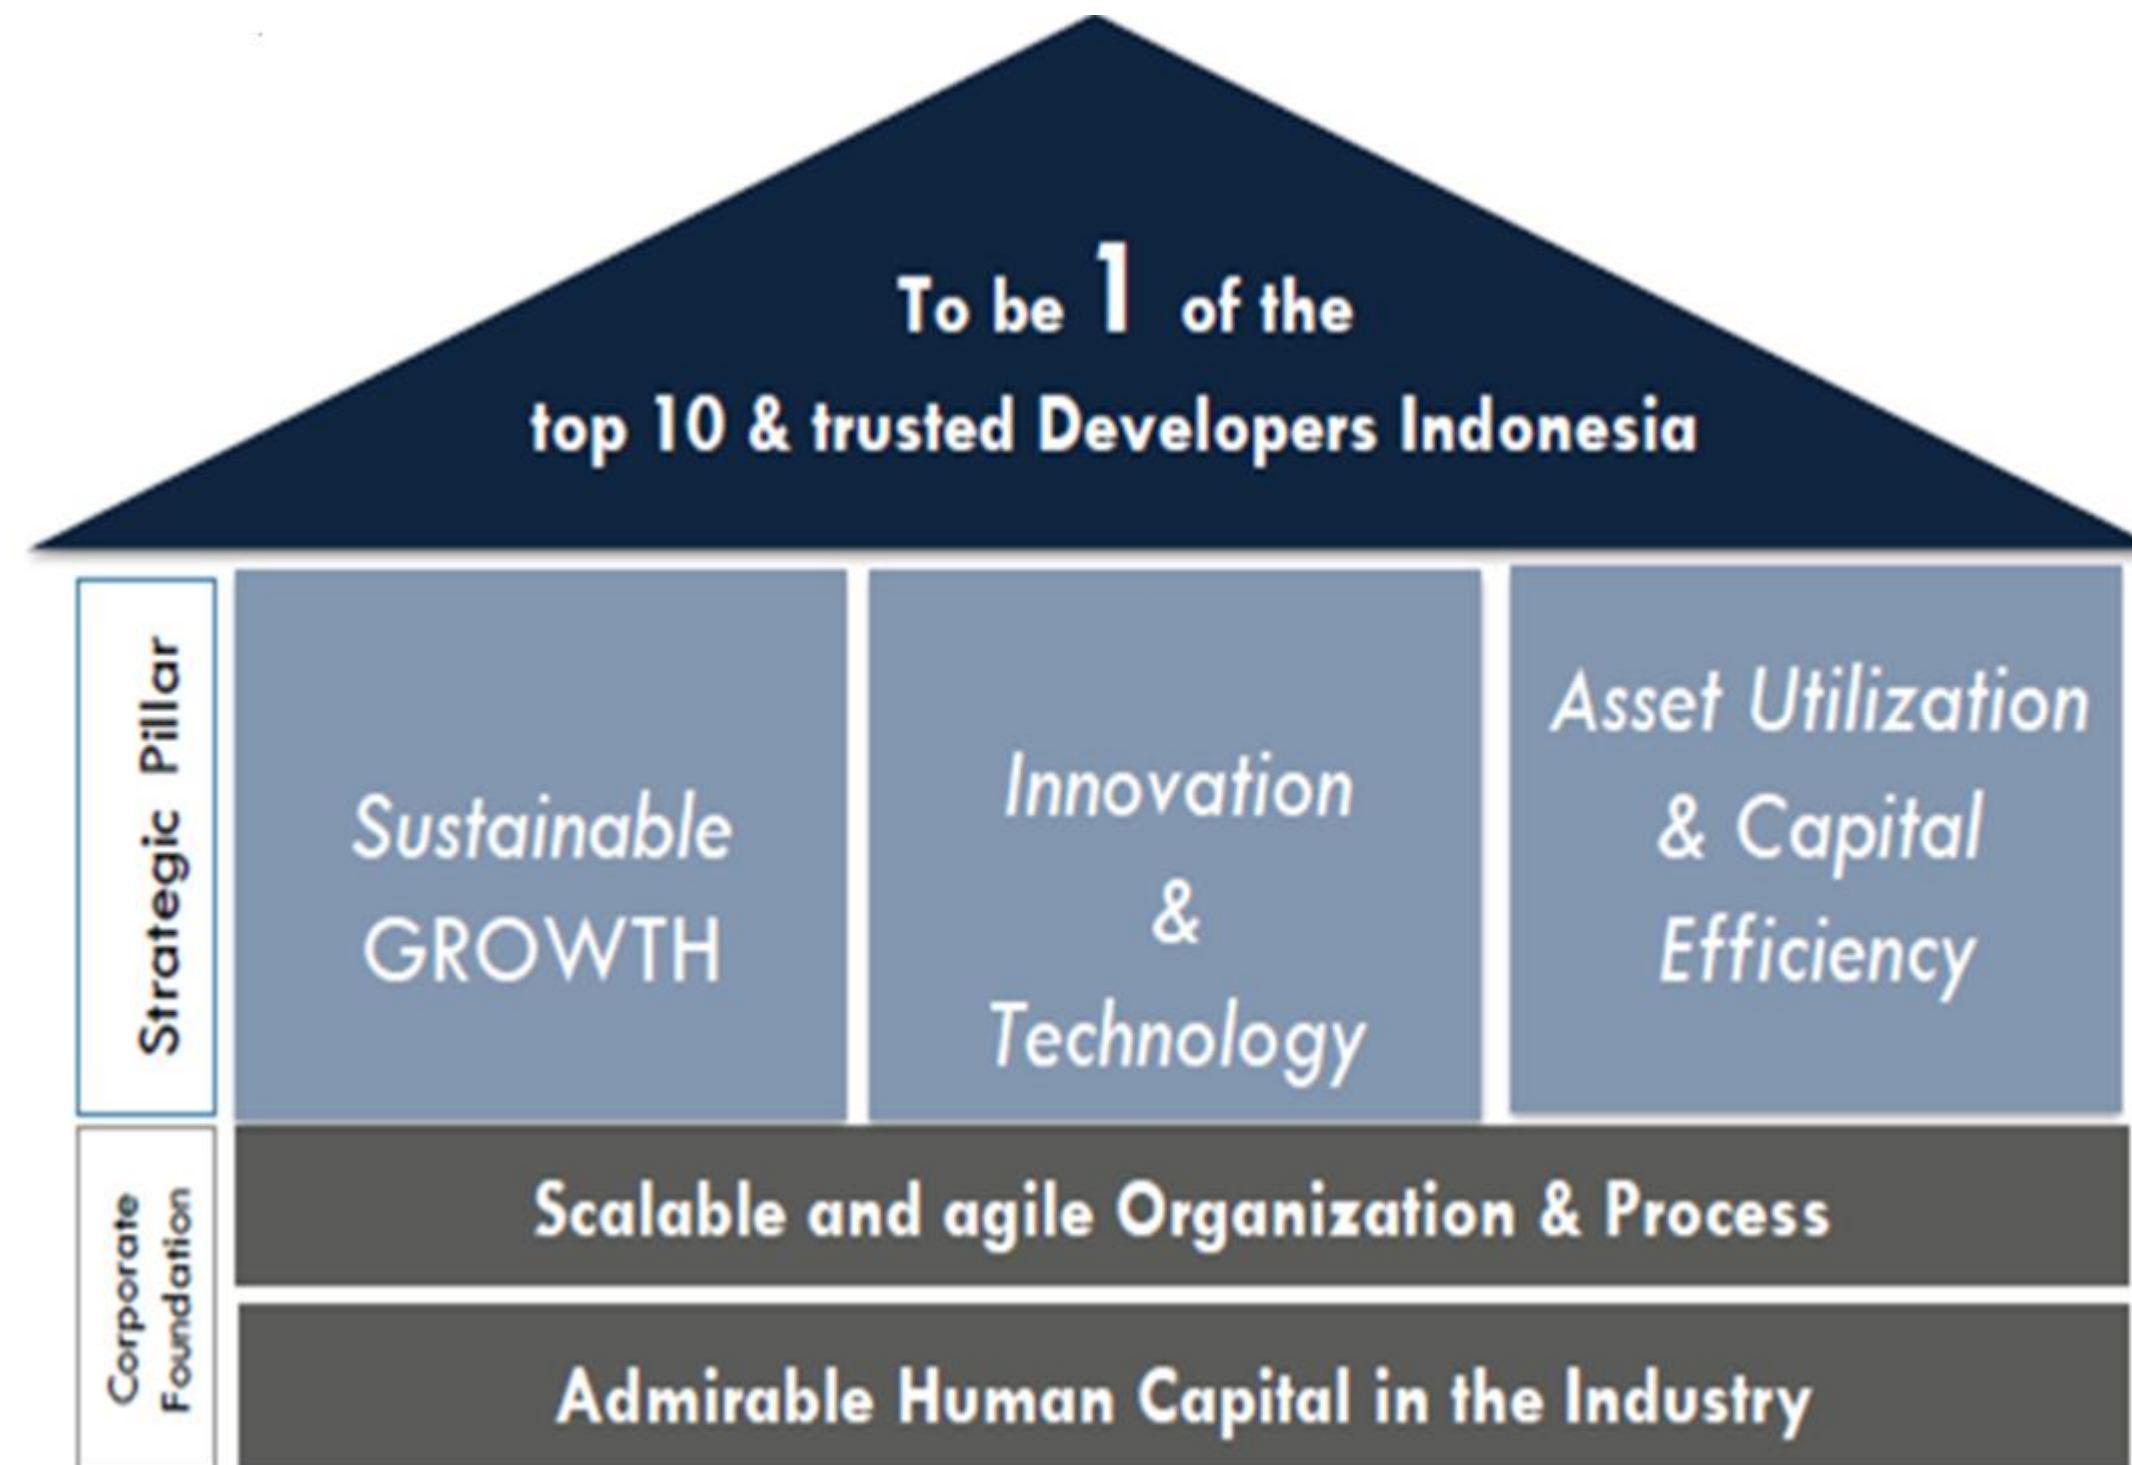 To be 1 of the
top 10 & trusted Developers Indonesia
Strategic Pillar
Sustainable
GROWTH
Innovation
&
Technology
Asset Utilization
& Capital
Efficiency
Corporate
Foundation
Scalable and agile Organization & Process
Admirable Human Capital in the Industry